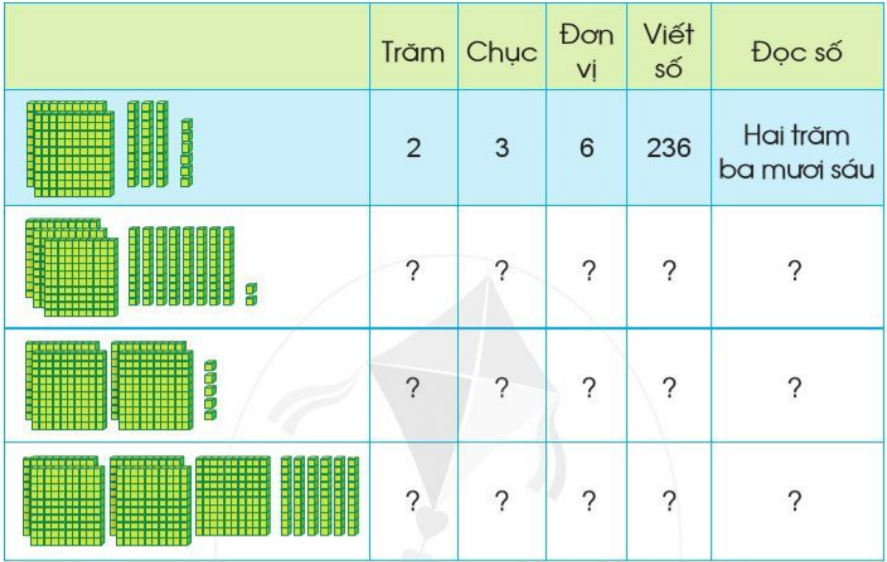 Trăm Chục Đơn vị Viết số Đọc số
2 3 6 236 Hai trăm
ba mươi sáu
? ? ? ? ?
? ? ? ? ?
? ? ? ? ?